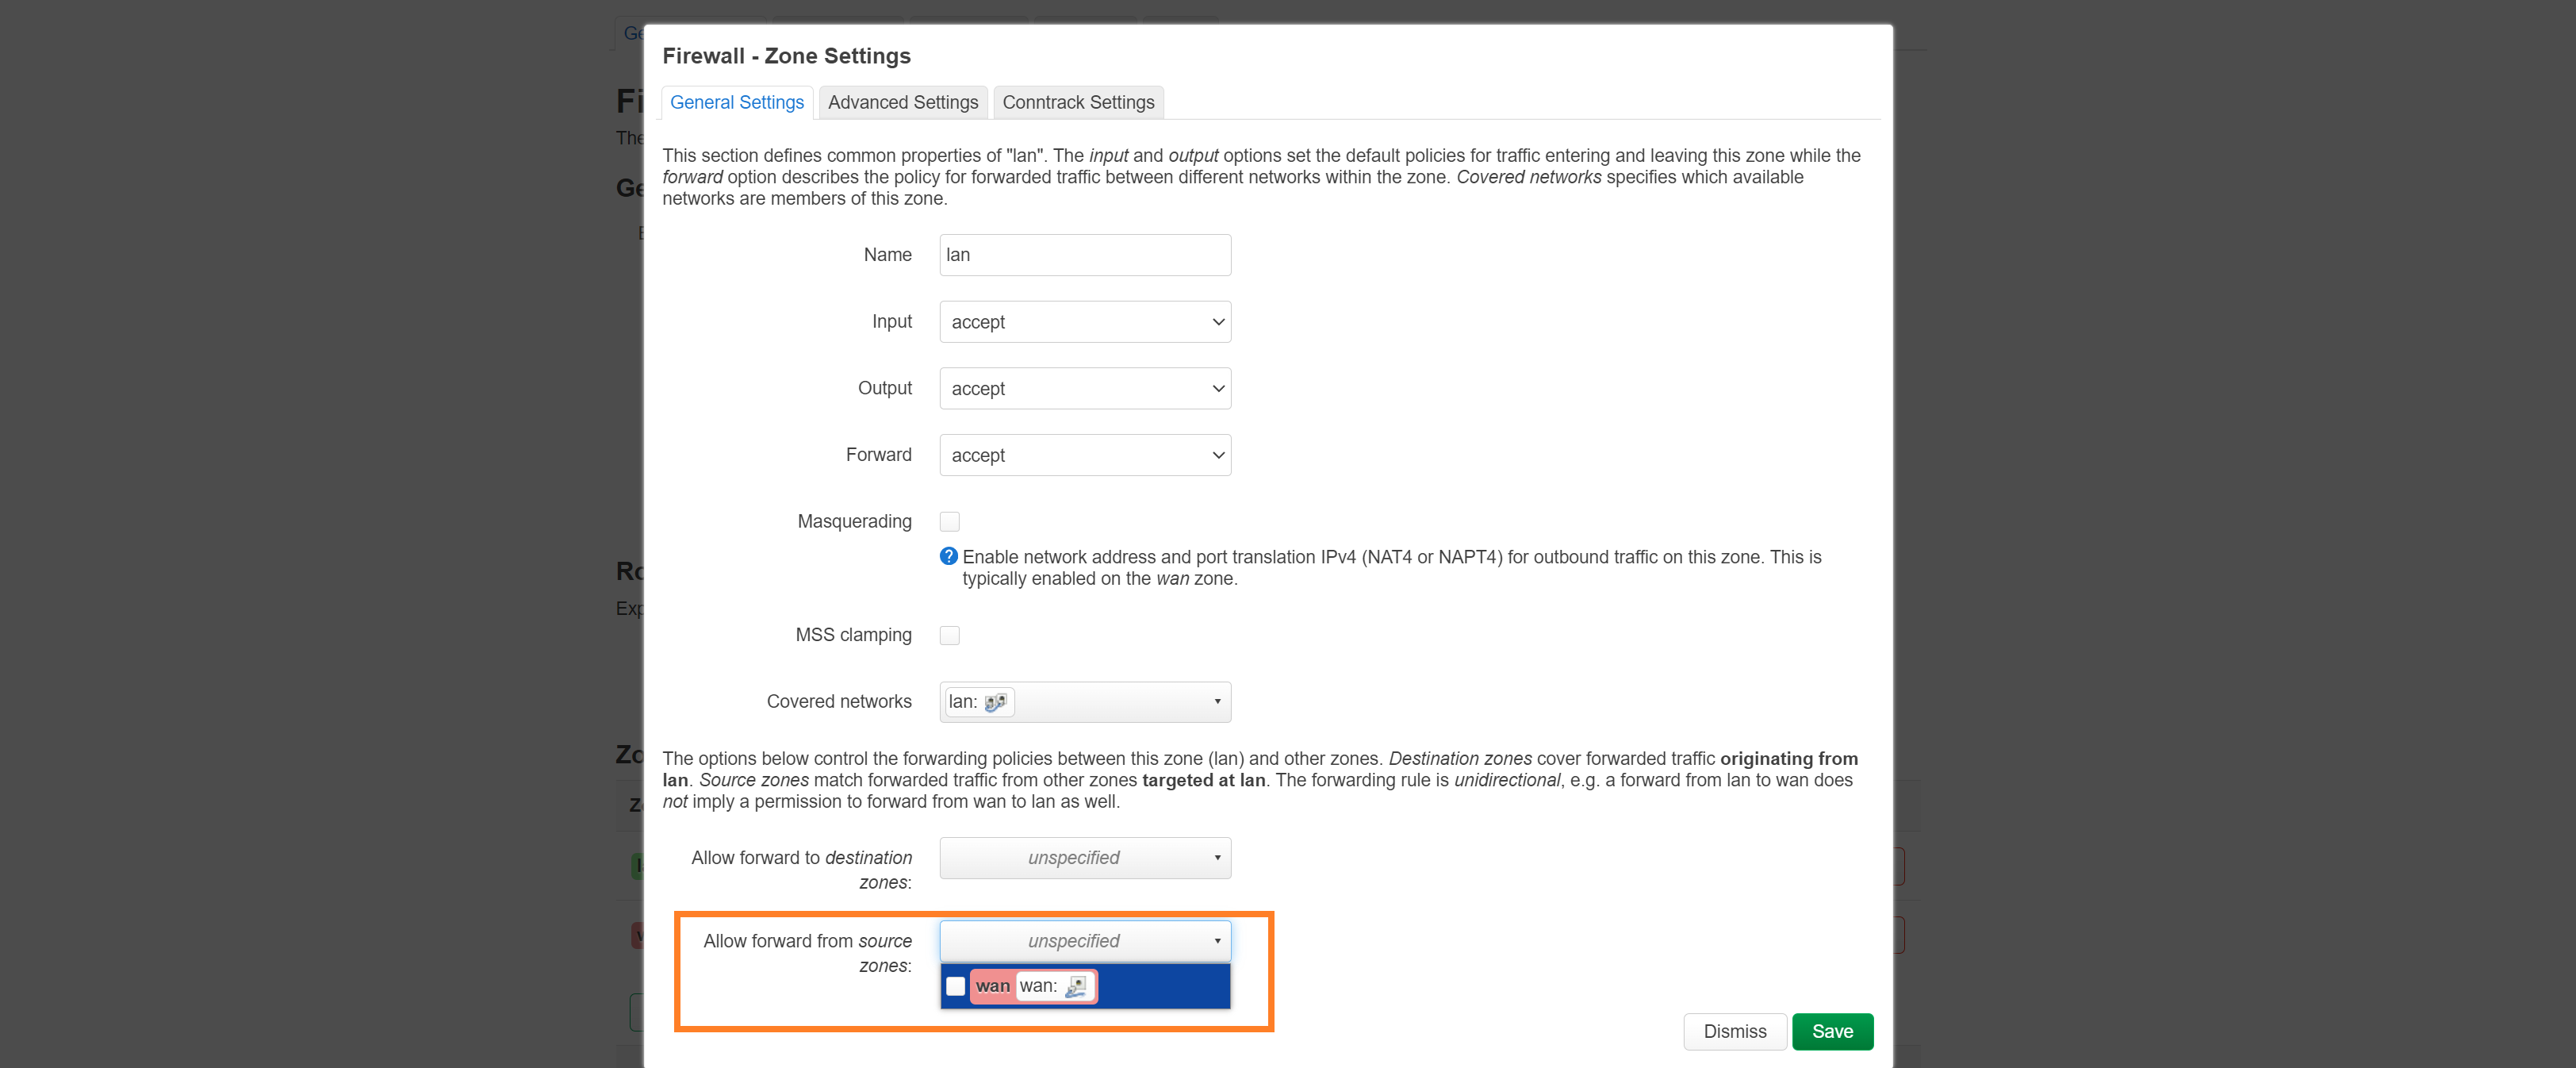 Ge
Firewall - Zone Settings
General Settings Advanced Settings Conntrack Settings
Fi
The
This section defines common properties of "lan". The input and output options set the default policies for traffic entering and leaving this zone while the
forward option describes the policy for forwarded traffic between different networks within the zone. Covered networks specifies which available
networks are members of this zone.
Ge
Name lan
Input accept
Output accept
Forward accept
Masquerading
Enable network address and port translation IPv4 (NAT4 or NAPT4) for outbound traffic on this zone. This is
typically enabled on the wan zone.
Ro
Exp
MSS clamping
Covered networks lan:
The options below control the forwarding policies between this zone (lan) and other zones. Destination zones cover forwarded traffic originating from
lan. Source zones match forwarded traffic from other zones targeted at lan. The forwarding rule is unidirectional, e.g. a forward from lan to wan does
not imply a permission to forward from wan to lan as well.
Zo
Allow forward to destination
zones:
unspecified
Allow forward from source
zones:
unspecified
wan wan:
Dismiss Save